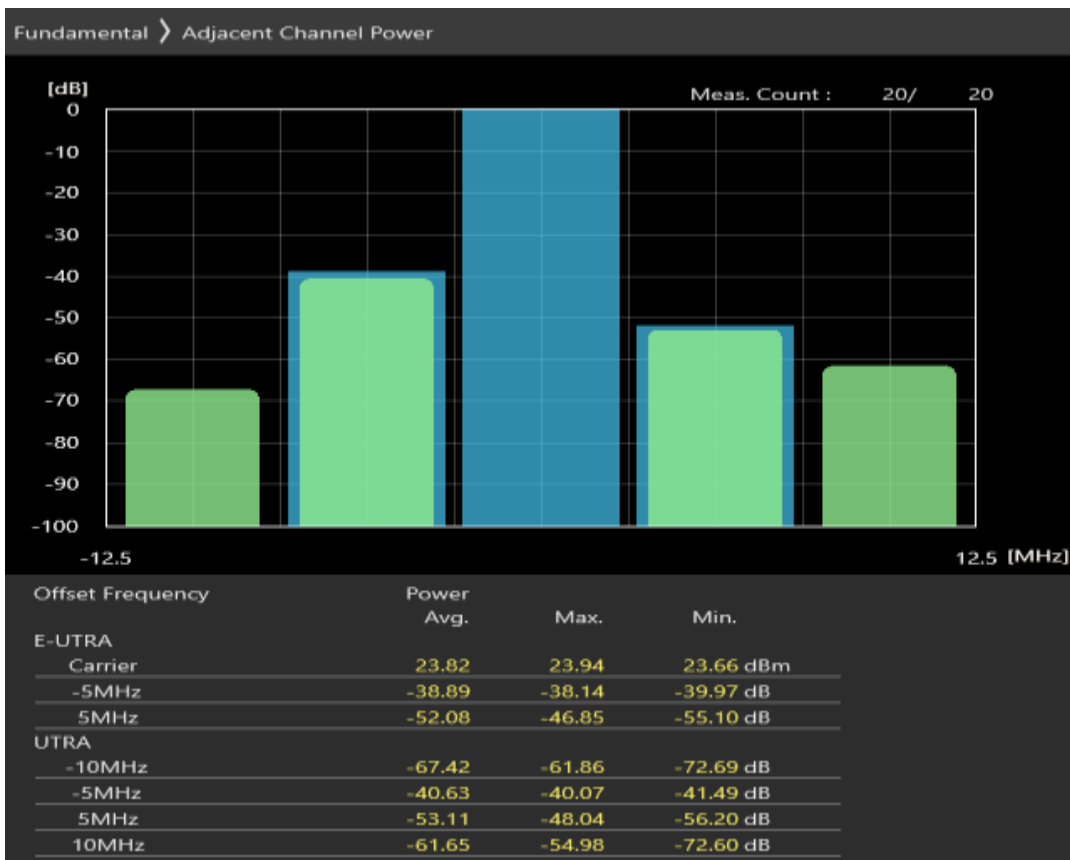 Fundamental 〉 Adjacent Channel Power
[dB]
Meas. Count : 20/ 20
0
-10
-20
-30
-40
-50
-60
-70
-80
-90
-100
-12.5 12.5 [MHz]
Offset Frequency Power
Avg. Max. Min.
E-UTRA
Carrier 23.82 23.94 23.66 dBm
-5MHz -38.89 -38.14 -39.97 dB
5MHz -52.08 -46.85 -55.10 dB
UTRA
-10MHz -67.42 -61.86 -72.69 dB
-5MHz -40.63 -40.07 -41.49 dB
5MHz -53.11 -48.04 -56.20 dB
10MHz -61.65 -54.98 -72.60 dB